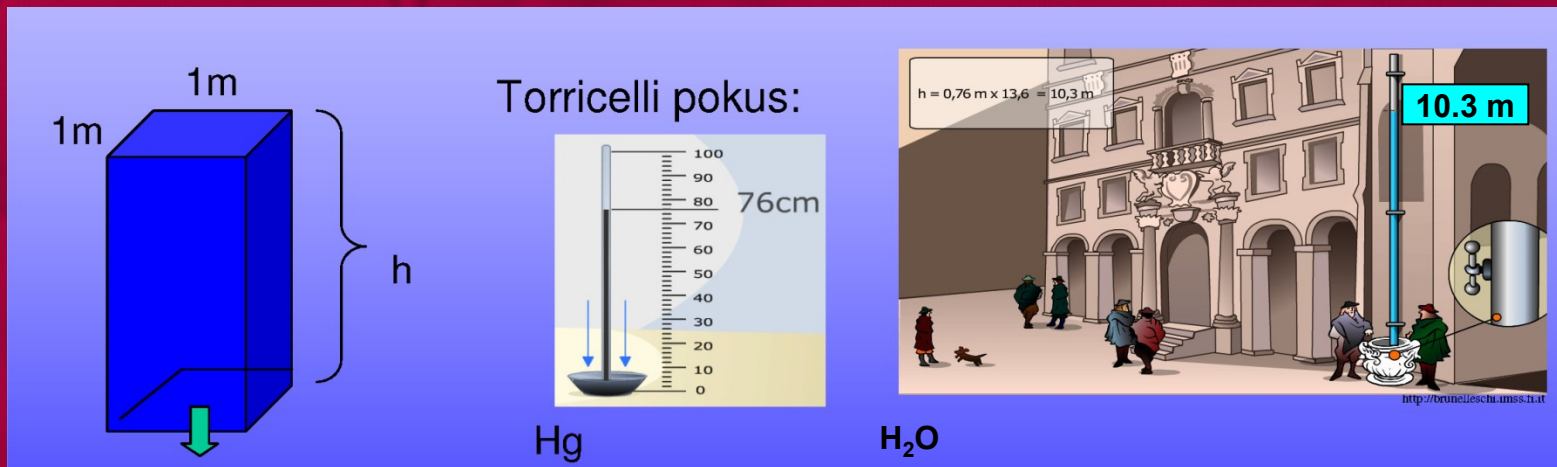 1m
1m
h
Torricelli pokus:
100
90
80
70
60
50
40
30
20
10
0
76cm
Hg
h = 0,76 m x 13,6 = 10,3 m
10.3 m
http://brunelleschi.imss.fi.it
H₂O